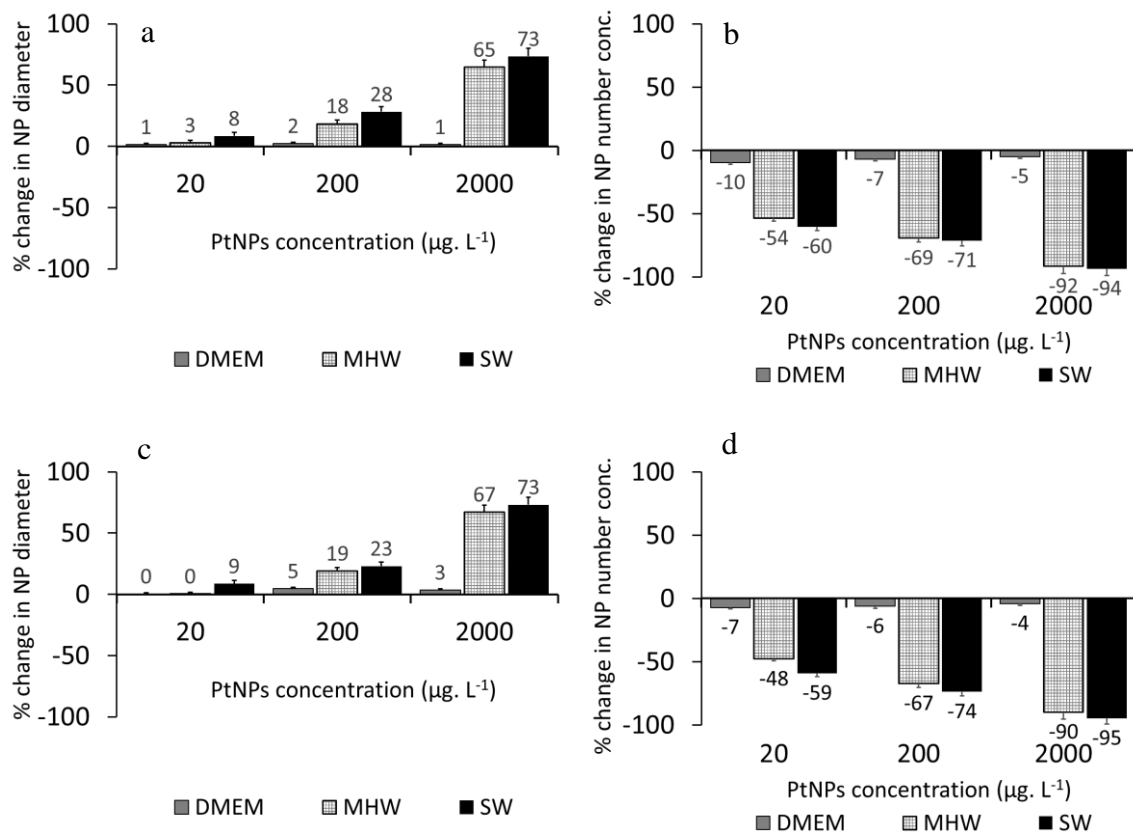 a
% change in NP diameter
100
50
0
-50
-100
1 3 8 2 18 28 1 65 73
20 200 2000
PtNPs concentration (µg. L-1)
DMEM MHW SW
b
% change in NP number conc.
100
50
0
-50
-100
-10 -54 -60 -7 -69 -71 -5 -92 -94
20 200 2000
PtNPs concentration (µg. L-1)
DMEM MHW SW
c
% change in NP diameter
100
50
0
-50
-100
0 0 9 5 19 23 3 67 73
20 200 2000
PtNPs concentration (µg. L-1)
DMEM MHW SW
d
% change in NP number conc.
100
50
0
-50
-100
-7 -48 -59 -6 -67 -74 -4 -90 -95
20 200 2000
PtNPs concentration (µg. L-1)
DMEM MHW SW